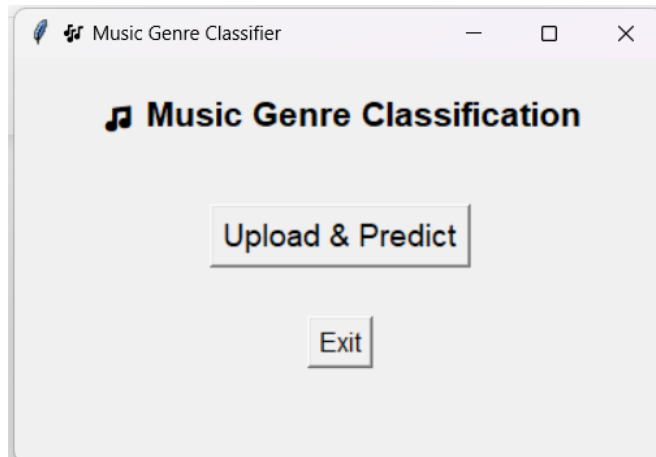 🎶 Music Genre Classifier
🎵 Music Genre Classification
Upload & Predict
Exit